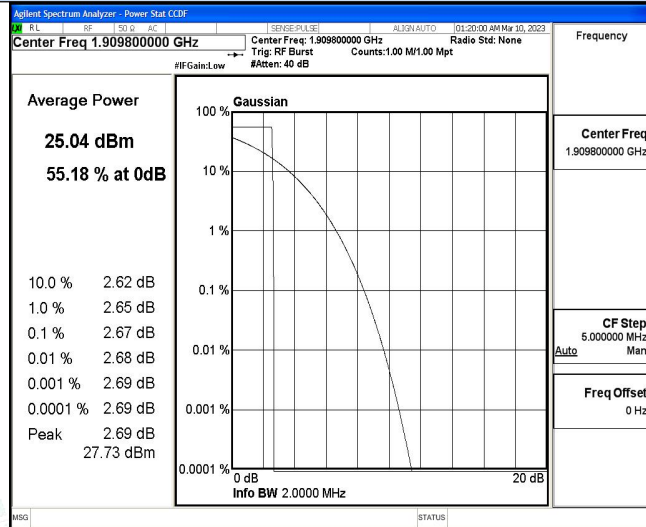 Agilent Spectrum Analyzer - Power Stat CCDF
RL RF 50 Ω AC SENSE:PULSE ALIGN AUTO 01:20:00 AM Mar 10, 2023
Center Freq 1.909800000 GHz
Center Freq: 1.909800000 GHz Radio Std: None
Trig: RF Burst Counts:1.00 M/1.00 Mpt
#IFGain:Low #Atten: 40 dB
Frequency
Average Power
25.04 dBm
55.18 % at 0dB
10.0 % 2.62 dB
1.0 % 2.65 dB
0.1 % 2.67 dB
0.01 % 2.68 dB
0.001 % 2.69 dB
0.0001 % 2.69 dB
Peak 2.69 dB
27.73 dBm
Gaussian
100 %
10 %
1 %
0.1 %
0.01 %
0.001 %
0.0001 %
0 dB 20 dB
Info BW 2.0000 MHz
Center Freq
1.909800000 GHz
CF Step
5.000000 MHz
Auto Man
Freq Offset
0 Hz
MSG STATUS